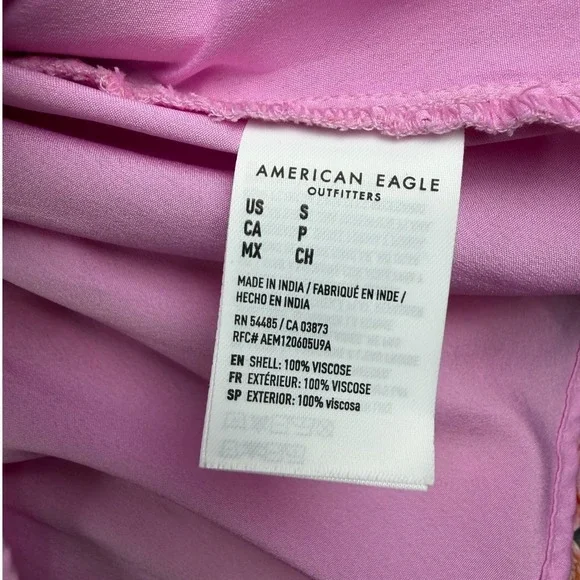 AMERICAN EAGLE
OUTFITTERS
US S
CA P
MX CH
MADE IN INDIA / FABRIQUÉ EN INDE /
HECHO EN INDIA
RN 54485 / CA 03873
RFC# AEM120605U9A
EN SHELL: 100% VISCOSE
FR EXTÉRIEUR: 100% VISCOSE
SP EXTERIOR: 100% viscosa